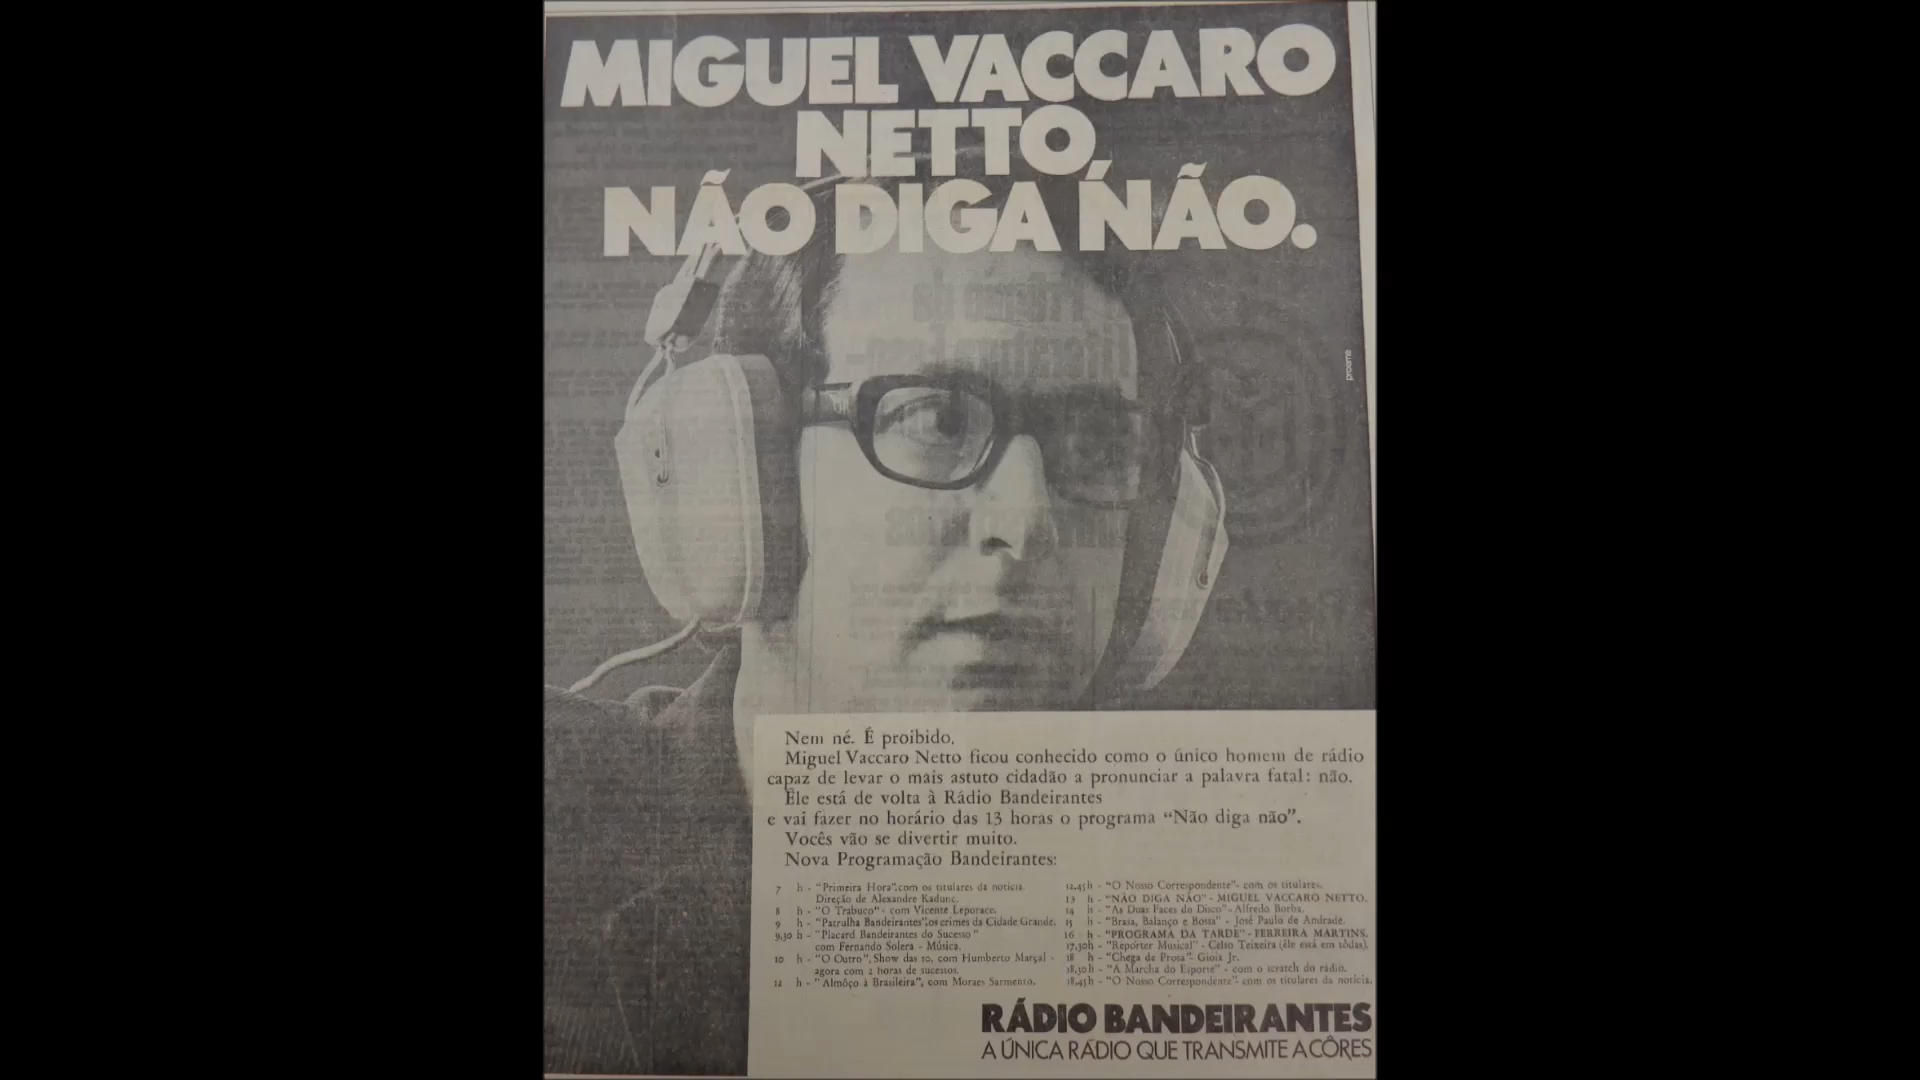 MIGUEL VACCARO
NETTO,
NÃO DIGA NÃO.
proeme
Nem né. É proibido.
Miguel Vaccaro Netto ficou conhecido como o único homem de rádio
capaz de levar o mais astuto cidadão a pronunciar a palavra fatal: não.
Êle está de volta à Rádio Bandeirantes
e vai fazer no horário das 13 horas o programa “Não diga não”.
Vocês vão se divertir muito.
Nova Programação Bandeirantes:
7 h - "Primeira Hora", com os titulares da notícia.
Direção de Alexandre Kadunc.
8 h - "O Trabuco" - com Vicente Leporace.
9 h - "Patrulha Bandeirantes", os crimes da Cidade Grande.
9,30 h - "Placard Bandeirantes do Sucesso"
com Fernando Solera - Música.
10 h - "O Outro", Show das 10, com Humberto Marçal -
agora com 2 horas de sucessos.
12 h - "Almôço à Brasileira", com Moraes Sarmento.
12,45h - "O Nosso Correspondente" - com os titulares.
13 h - "NÃO DIGA NÃO" - MIGUEL VACCARO NETTO.
14 h - "As Duas Faces do Disco" - Alfredo Borba.
15 h - "Brasa, Balanço e Bossa" - José Paulo de Andrade.
16 h - "PROGRAMA DA TARDE" - FERREIRA MARTINS.
17,30h - "Repórter Musical" - Celso Teixeira (êle está em tôdas).
18 h - "Chega de Prosa" - Gioia Jr.
18,30h - "A Marcha do Esporte" - com o scratch do rádio.
18,45h - "O Nosso Correspondente" - com os titulares da notícia.
RÁDIO BANDEIRANTES
A ÚNICA RÁDIO QUE TRANSMITE A CÔRES